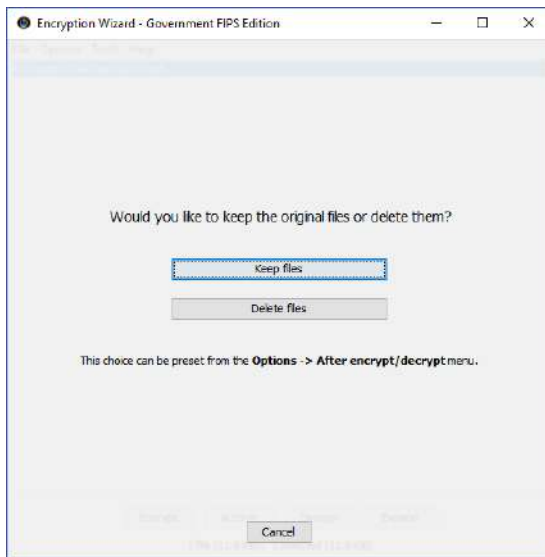 Encryption Wizard - Government FIPS Edition
Would you like to keep the original files or delete them?
Keep files
Delete files
This choice can be preset from the Options -> After encrypt/decrypt menu.
Cancel